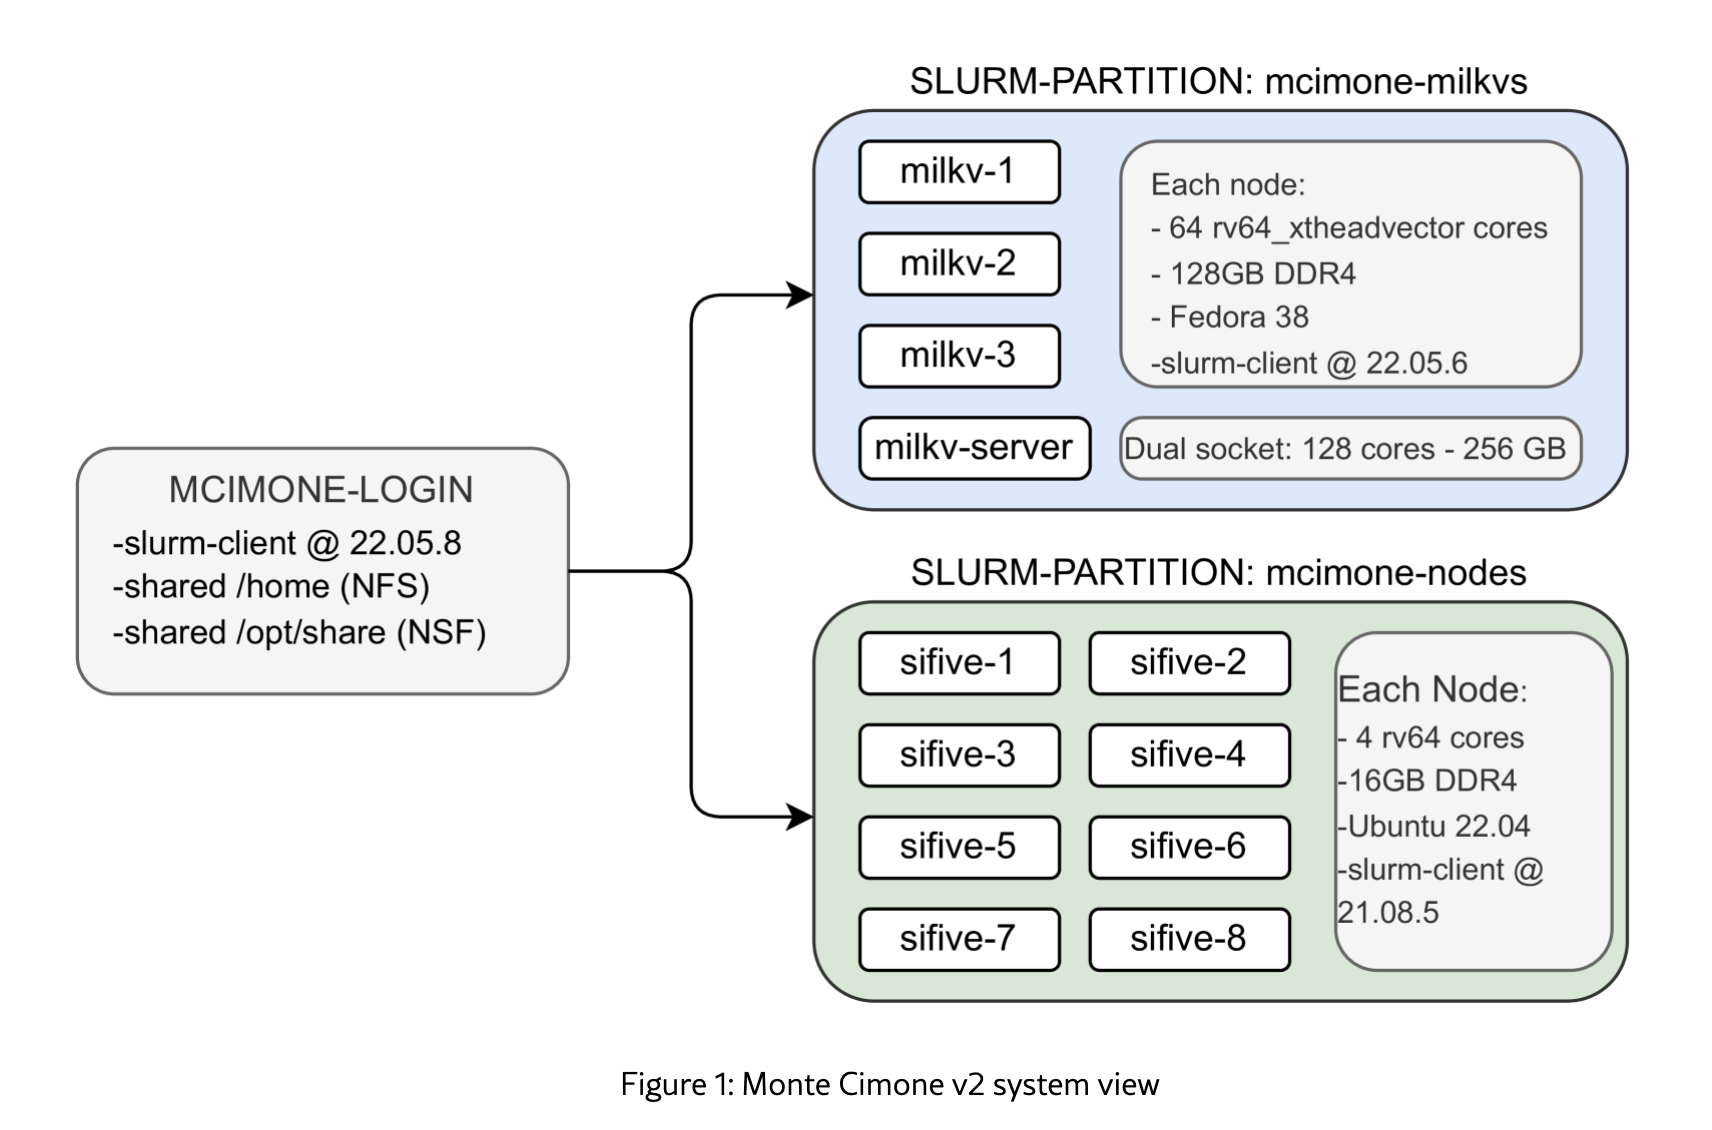 SLURM-PARTITION: mcimone-milkvs
milkv-1
milkv-2
milkv-3
milkv-server
Each node:
- 64 rv64_xtheadvector cores
- 128GB DDR4
- Fedora 38
-slurm-client @ 22.05.6
Dual socket: 128 cores - 256 GB
MCIMONE-LOGIN
-slurm-client @ 22.05.8
-shared /home (NFS)
-shared /opt/share (NSF)
SLURM-PARTITION: mcimone-nodes
sifive-1
sifive-2
sifive-3
sifive-4
sifive-5
sifive-6
sifive-7
sifive-8
Each Node:
- 4 rv64 cores
-16GB DDR4
-Ubuntu 22.04
-slurm-client @
21.08.5
Figure 1: Monte Cimone v2 system view